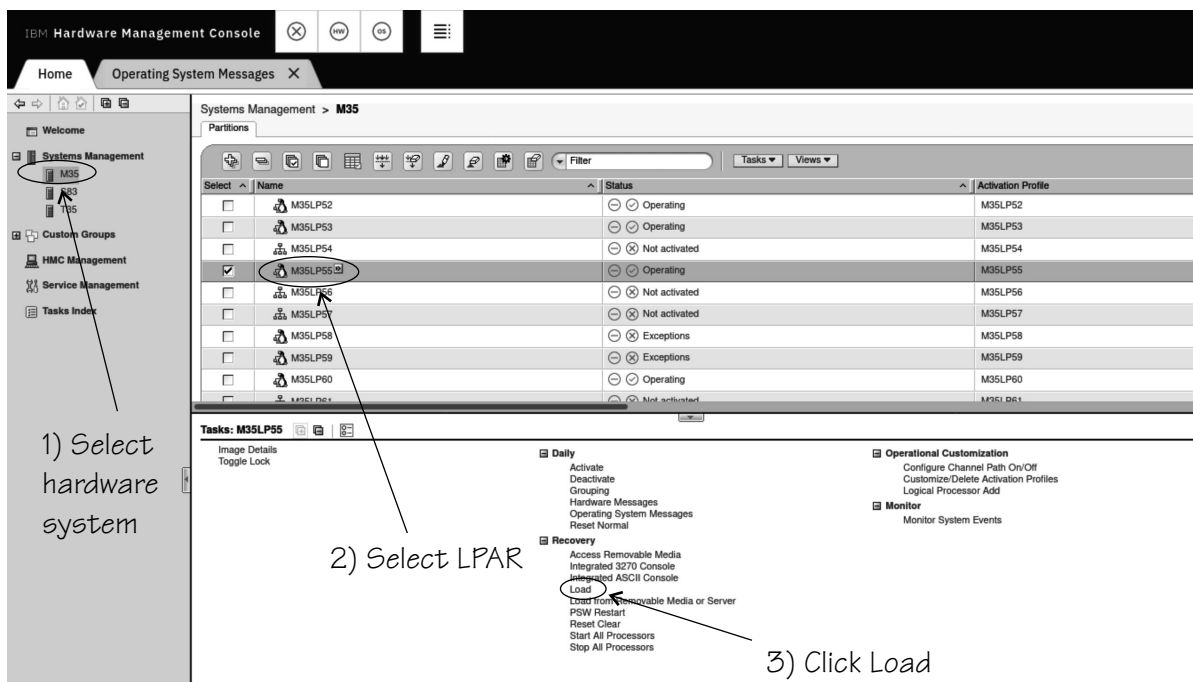 IBM Hardware Management Console
HW
OS
Home
Operating System Messages X
Systems Management > M35
Partitions
Welcome
Systems Management
M35
S83
T35
Custom Groups
HMC Management
Service Management
Tasks Index
Filter
Tasks
Views
Select
Name
Status
Activation Profile
M35LP52
Operating
M35LP52
M35LP53
Operating
M35LP53
M35LP54
Not activated
M35LP54
M35LP55
Operating
M35LP55
M35LP56
Not activated
M35LP56
M35LP57
Not activated
M35LP57
M35LP58
Exceptions
M35LP58
M35LP59
Exceptions
M35LP59
M35LP60
Operating
M35LP60
M35LP61
Not activated
M35LP61
1) Select
hardware
system
Tasks: M35LP55
Image Details
Toggle Lock
Daily
Activate
Deactivate
Grouping
Hardware Messages
Operating System Messages
Reset Normal
Recovery
Access Removable Media
Integrated 3270 Console
Integrated ASCII Console
Load
Load from Removable Media or Server
PSW Restart
Reset Clear
Start All Processors
Stop All Processors
Operational Customization
Configure Channel Path On/Off
Customize/Delete Activation Profiles
Logical Processor Add
Monitor
Monitor System Events
2) Select LPAR
3) Click Load